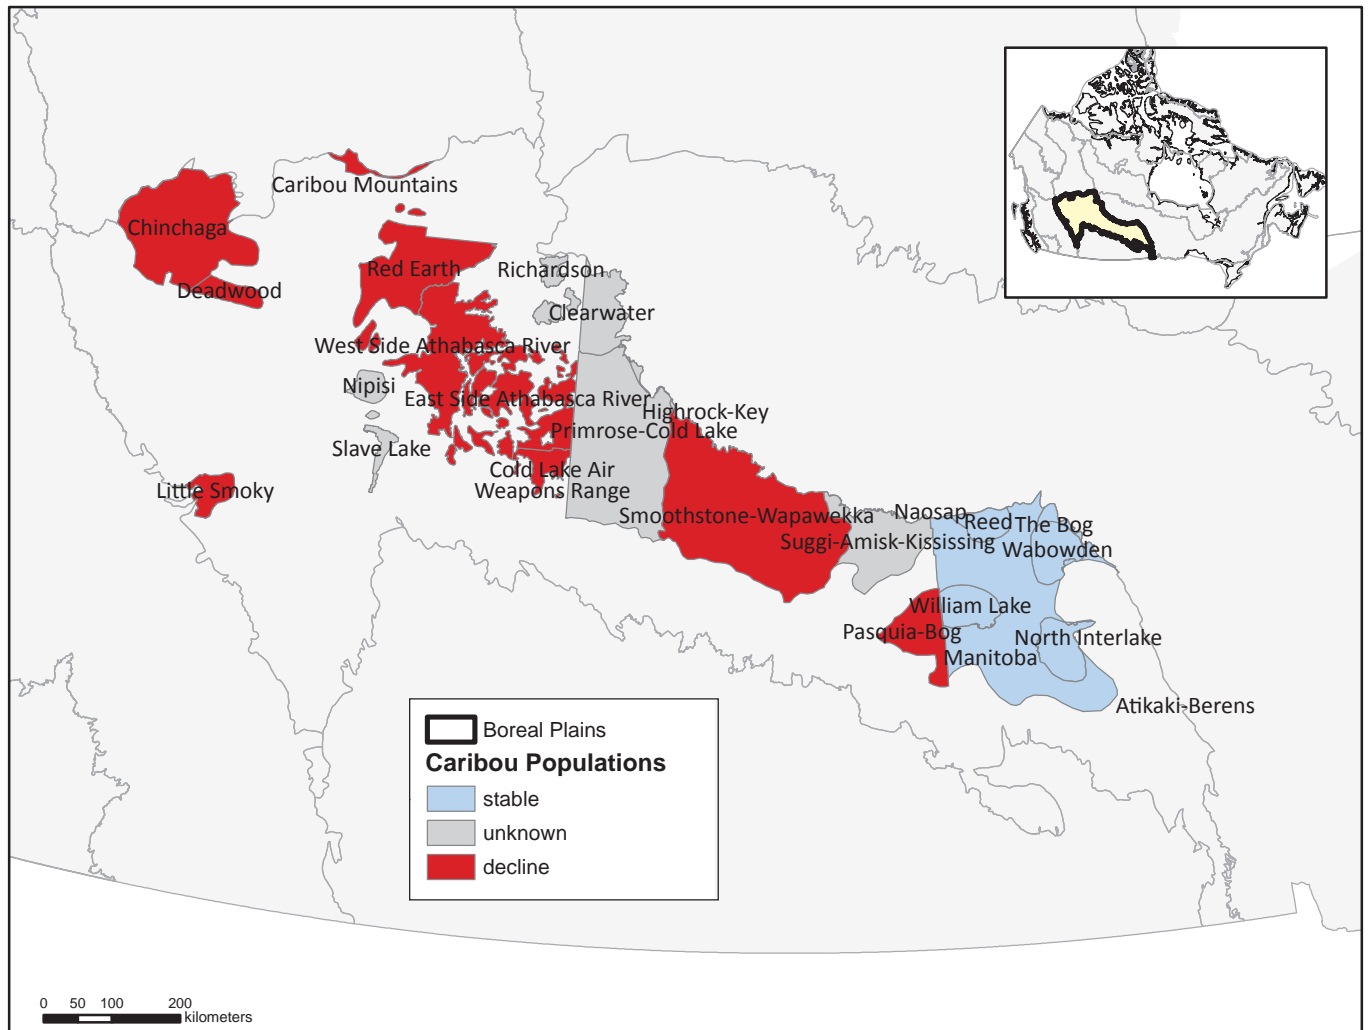 Caribou Mountains
Chinchaga
Red Earth
Richardson
Deadwood
Clearwater
West Side Athabasca River
Nipisi
East Side Athabasca River
Highrock-Key
Primrose-Cold Lake
Slave Lake
Cold Lake Air
Weapons Range
Little Smoky
Smoothstone-Wapawekka
Naosap
Reed
The Bog
Suggi-Amisk-Kississing
Wabowden
William Lake
Pasquia-Bog
North Interlake
Manitoba
Atikaki-Berens
Boreal Plains
Caribou Populations
stable
unknown
decline
0 50 100 200
kilometers